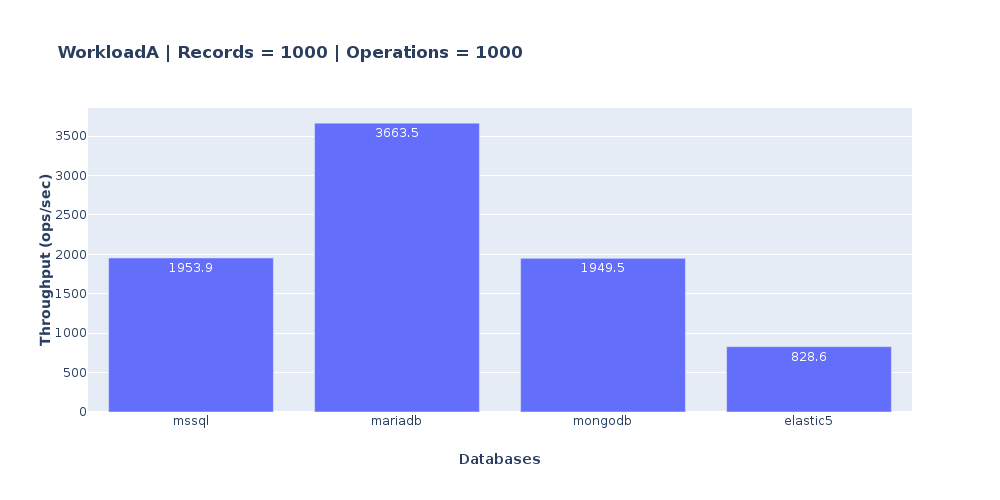 WorkloadA | Records = 1000 | Operations = 1000
Throughput (ops/sec)
3500
3000
2500
2000
1500
1000
500
0
1953.9
3663.5
1949.5
828.6
mssql
mariadb
mongodb
elastic5
Databases